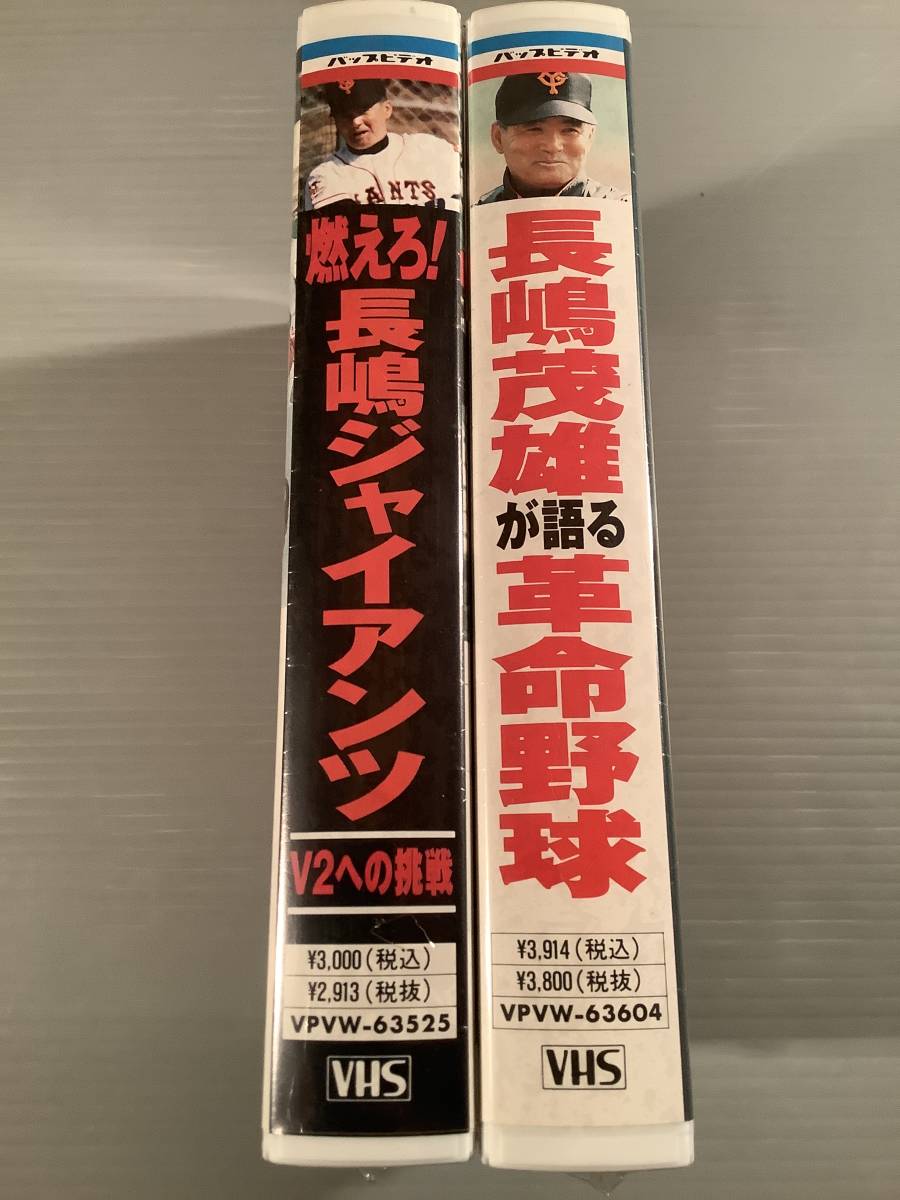 バップビデオ
GIANTS
燃えろ!
長嶋ジャイアンツ
V2への挑戦
¥3,000(税込)
¥2,913(税抜)
VPVW-63525
VHS
バップビデオ
長嶋茂雄
が語る
革命野球
¥3,914(税込)
¥3,800(税抜)
VPVW-63604
VHS